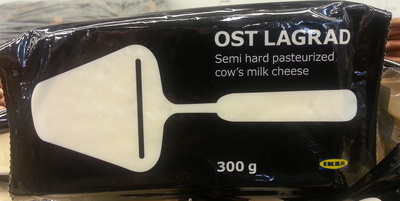 OST LAGRAD
Semi hard pasteurized
cow's milk cheese
300 g
IKEA